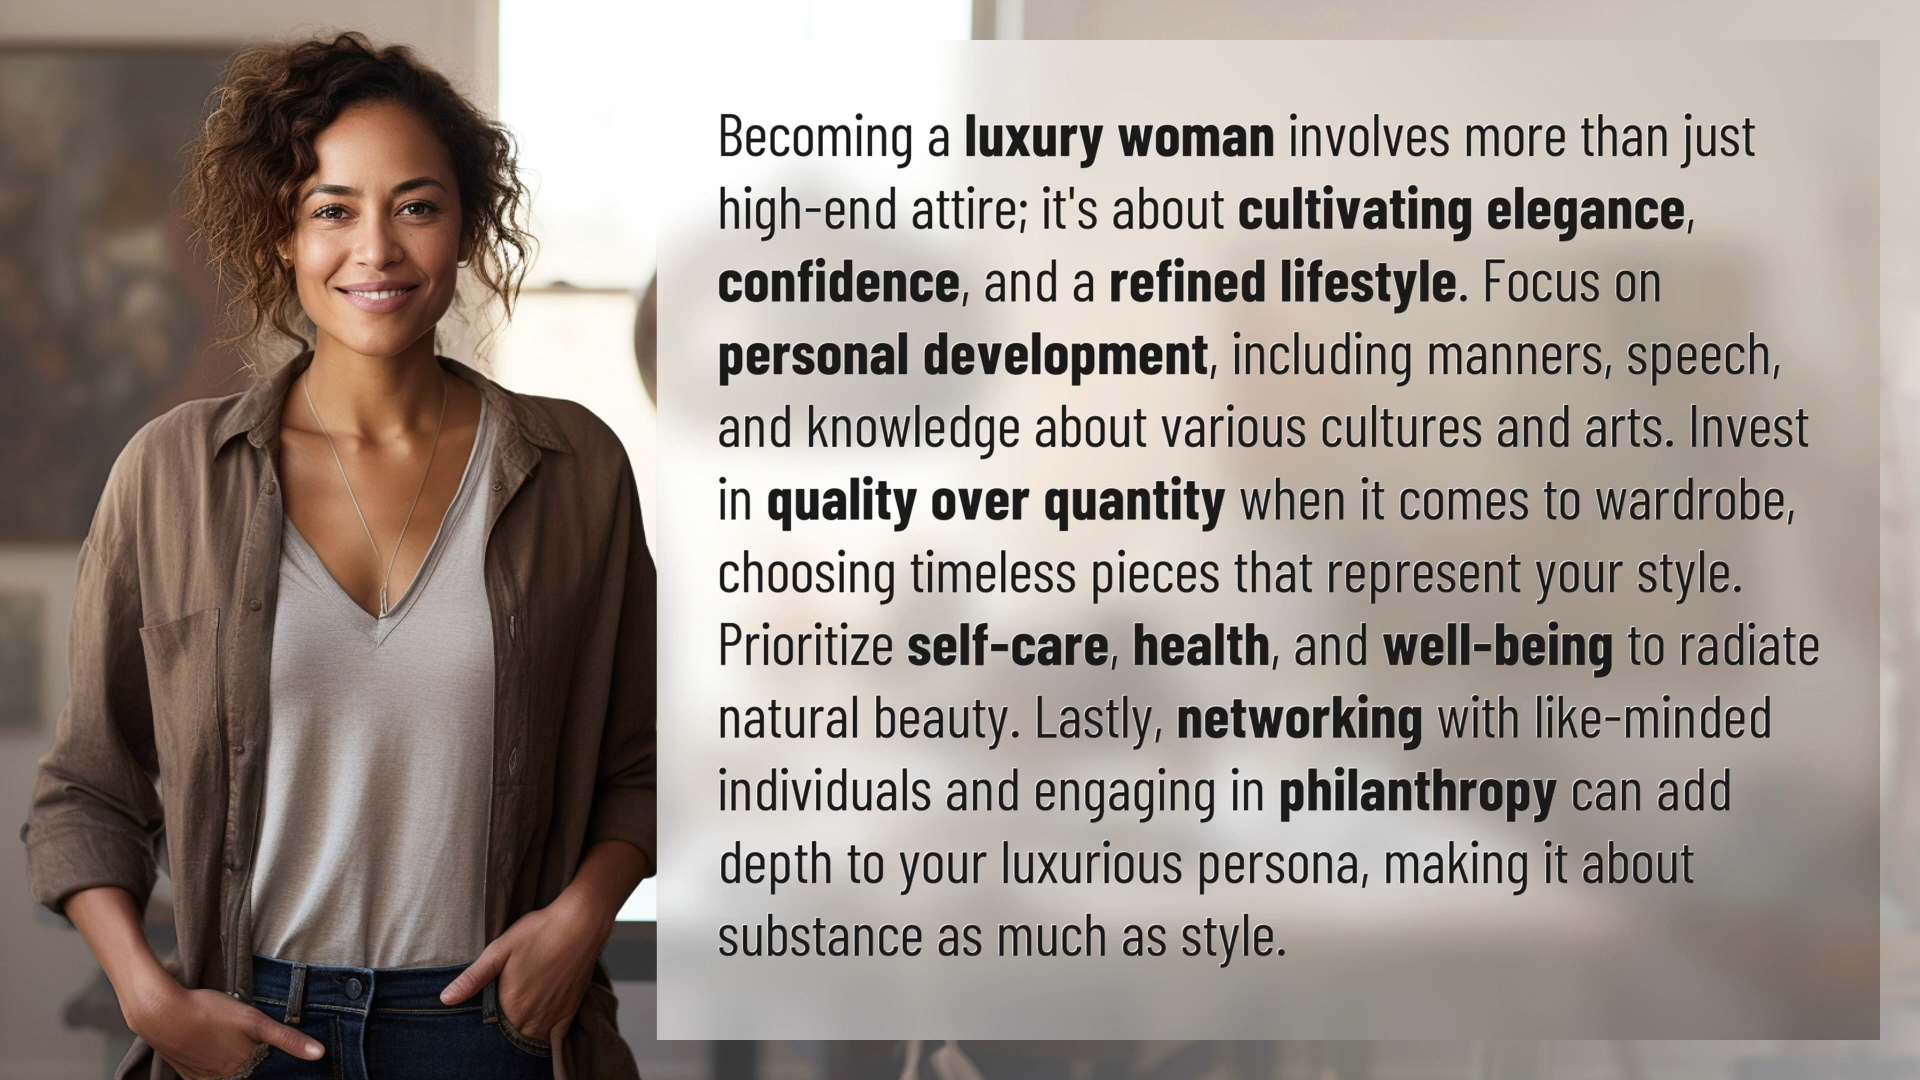 Becoming a luxury woman involves more than just
high-end attire; it's about cultivating elegance,
confidence, and a refined lifestyle. Focus on
personal development, including manners, speech,
and knowledge about various cultures and arts. Invest
in quality over quantity when it comes to wardrobe,
choosing timeless pieces that represent your style.
Prioritize self-care, health, and well-being to radiate
natural beauty. Lastly, networking with like-minded
individuals and engaging in philanthropy can add
depth to your luxurious persona, making it about
substance as much as style.